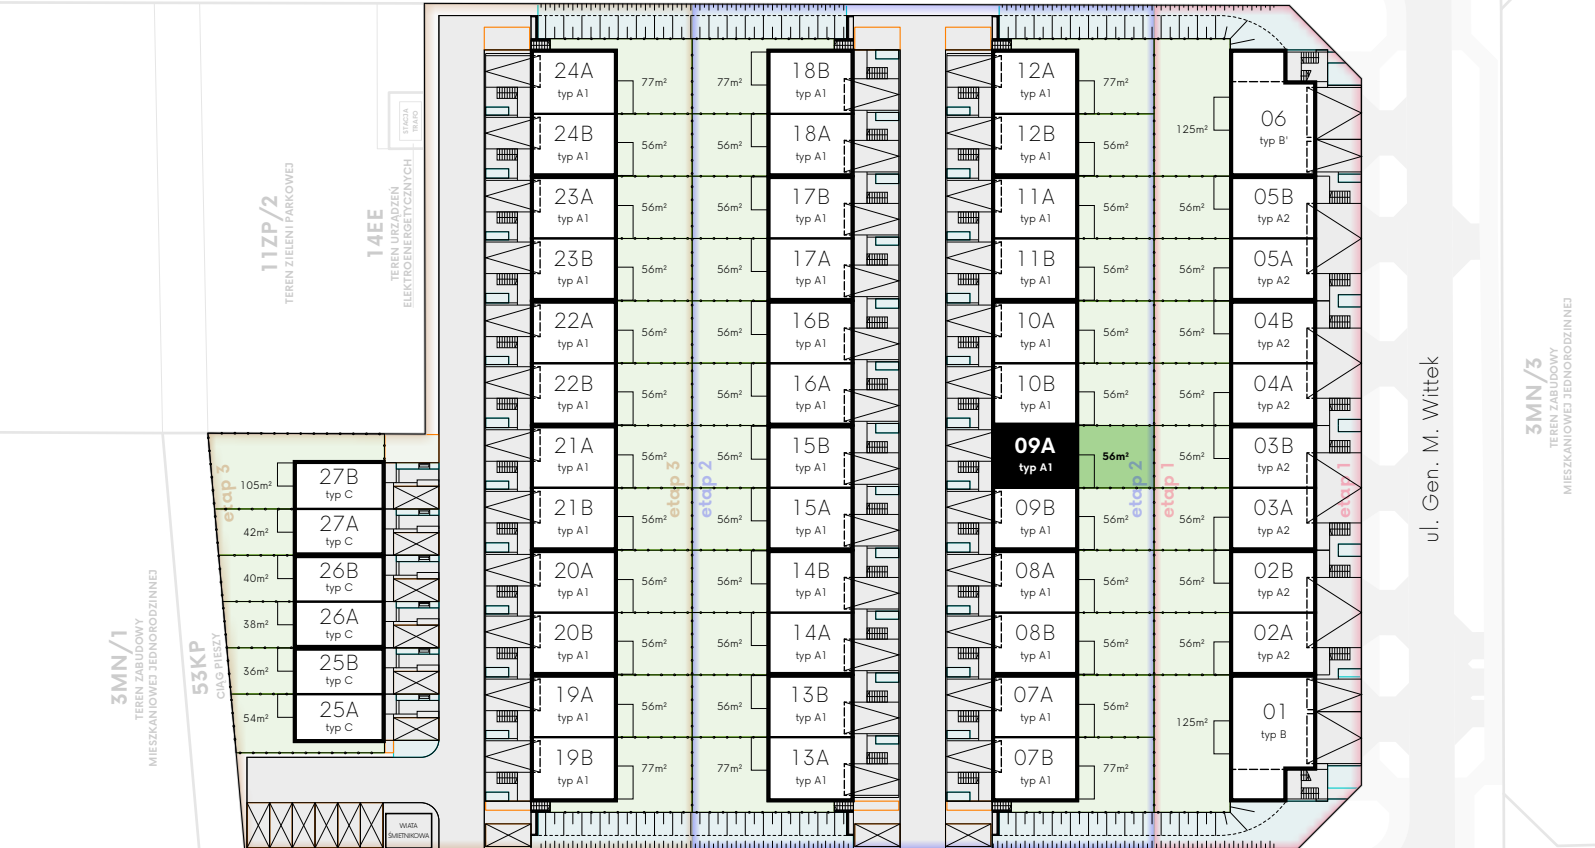 24A
typ A1
24B
typ A1
23A
typ A1
23B
typ A1
22A
typ A1
22B
typ A1
21A
typ A1
21B
typ A1
20A
typ A1
20B
typ A1
19A
typ A1
19B
typ A1
77m²
56m²
56m²
56m²
56m²
56m²
56m²
56m²
56m²
56m²
56m²
77m²
etap 3
etap 2
77m²
56m²
56m²
56m²
56m²
56m²
56m²
56m²
56m²
56m²
56m²
77m²
18B
typ A1
18A
typ A1
17B
typ A1
17A
typ A1
16B
typ A1
16A
typ A1
15B
typ A1
15A
typ A1
14B
typ A1
14A
typ A1
13B
typ A1
13A
typ A1
12A
typ A1
12B
typ A1
11A
typ A1
11B
typ A1
10A
typ A1
10B
typ A1
09A
typ A1
09B
typ A1
08A
typ A1
08B
typ A1
07A
typ A1
07B
typ A1
77m²
56m²
56m²
56m²
56m²
56m²
56m²
56m²
56m²
56m²
56m²
77m²
etap 2
etap 1
125m²
56m²
56m²
56m²
56m²
56m²
56m²
56m²
56m²
125m²
06
typ B'
05B
typ A2
05A
typ A2
04B
typ A2
04A
typ A2
03B
typ A2
03A
typ A2
02B
typ A2
02A
typ A2
01
typ B
etap 1
ul. Gen. M. Wittek
3MN/3
TEREN ZABUDOWY
MIESZKANIOWEJ JEDNORODZINNEJ
11ZP/2
TEREN ZIELENI PARKOWEJ
14EE
TEREN URZĄDZEŃ
ELEKTROENERGETYCZNYCH
STACJA
TRAFO
etap 3
105m²
42m²
40m²
38m²
36m²
54m²
27B
typ C
27A
typ C
26B
typ C
26A
typ C
25B
typ C
25A
typ C
3MN/1
TEREN ZABUDOWY
MIESZKANIOWEJ JEDNORODZINNEJ
53KP
CIĄG PIESZY
WIATA
ŚMIETNIKOWA